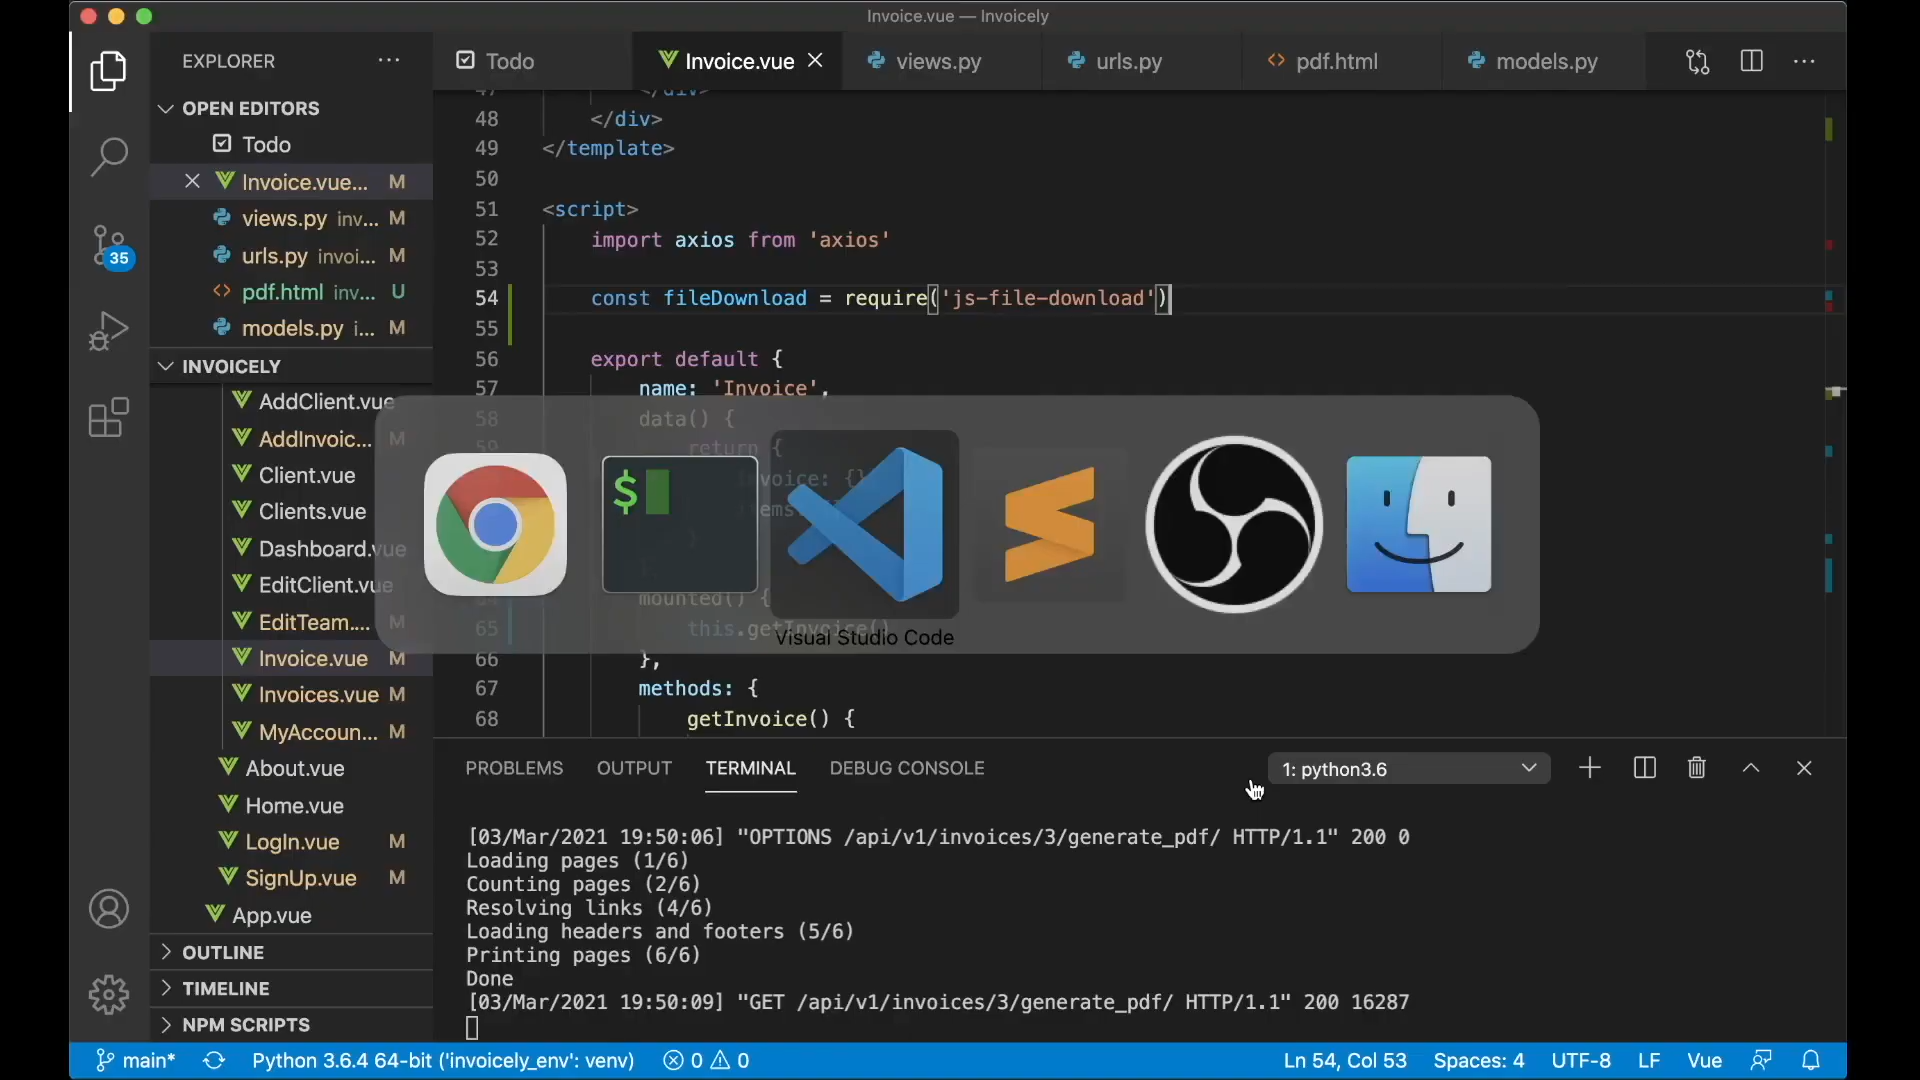 Invoice.vue — Invoicely
EXPLORER
Todo
Invoice.vue
views.py
urls.py
pdf.html
models.py
OPEN EDITORS
Todo
Invoice.vue... M
views.py inv... M
urls.py invoi... M
pdf.html inv... U
models.py i... M
INVOICELY
AddClient.vue
AddInvoic... M
Client.vue
Clients.vue
Dashboard.vue
EditClient.vue
EditTeam.... M
Invoice.vue M
Invoices.vue M
MyAccoun... M
About.vue
Home.vue
LogIn.vue M
SignUp.vue M
App.vue
OUTLINE
TIMELINE
NPM SCRIPTS
35
47 </div>
48 </div>
49 </template>
50
51 <script>
52 import axios from 'axios'
53
54 const fileDownload = require('js-file-download')
55
56 export default {
57 name: 'Invoice',
58 data() {
59 return {
mounted() {
65 this.getInvoice()
66 },
67 methods: {
68 getInvoice() {
$
Visual Studio Code
PROBLEMS
OUTPUT
TERMINAL
DEBUG CONSOLE
1: python3.6
[03/Mar/2021 19:50:06] "OPTIONS /api/v1/invoices/3/generate_pdf/ HTTP/1.1" 200 0
Loading pages (1/6)
Counting pages (2/6)
Resolving links (4/6)
Loading headers and footers (5/6)
Printing pages (6/6)
Done
[03/Mar/2021 19:50:09] "GET /api/v1/invoices/3/generate_pdf/ HTTP/1.1" 200 16287
main*
Python 3.6.4 64-bit ('invoicely_env': venv)
0
0
Ln 54, Col 53
Spaces: 4
UTF-8
LF
Vue